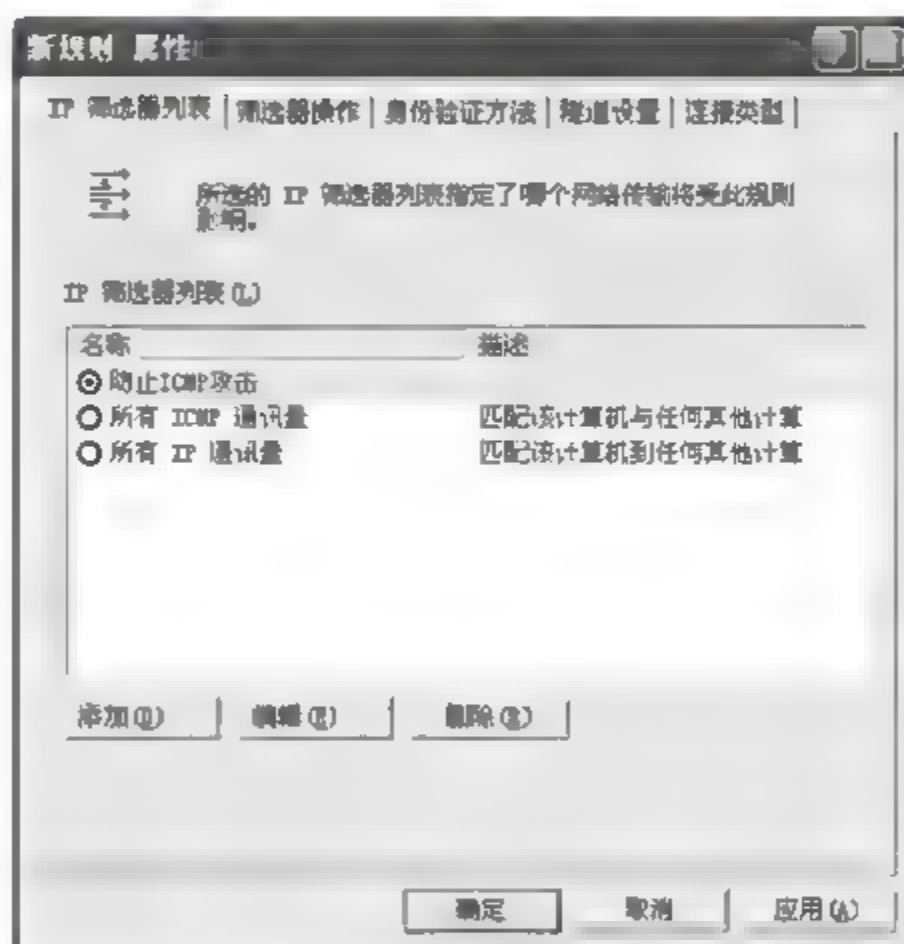 新规则 属性
IP 筛选器列表 筛选器操作 身份验证方法 隧道设置 连接类型
所选的 IP 筛选器列表指定了哪个网络传输将受此规则
影响。
IP 筛选器列表(L)
名称 描述
防止ICMP攻击
所有 ICMP 通讯量 匹配该计算机与任何其他计算
所有 IP 通讯量 匹配该计算机到任何其他计算
添加(D) 编辑(E) 删除(R)
确定 取消 应用(A)